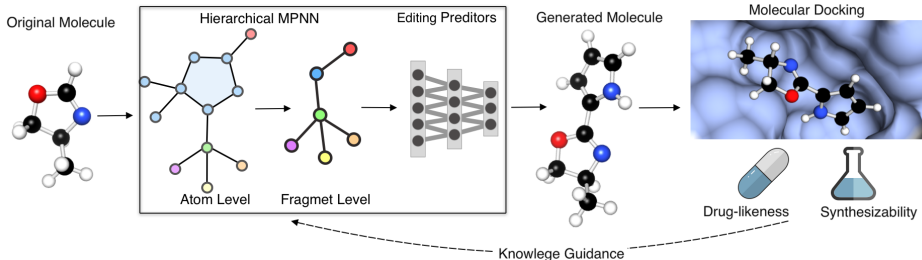 Original Molecule
Hierarchical MPNN
Editing Preditors
Generated Molecule
Molecular Docking
Atom Level
Fragmet Level
Drug-likeness
Synthesizability
Knowlege Guidance